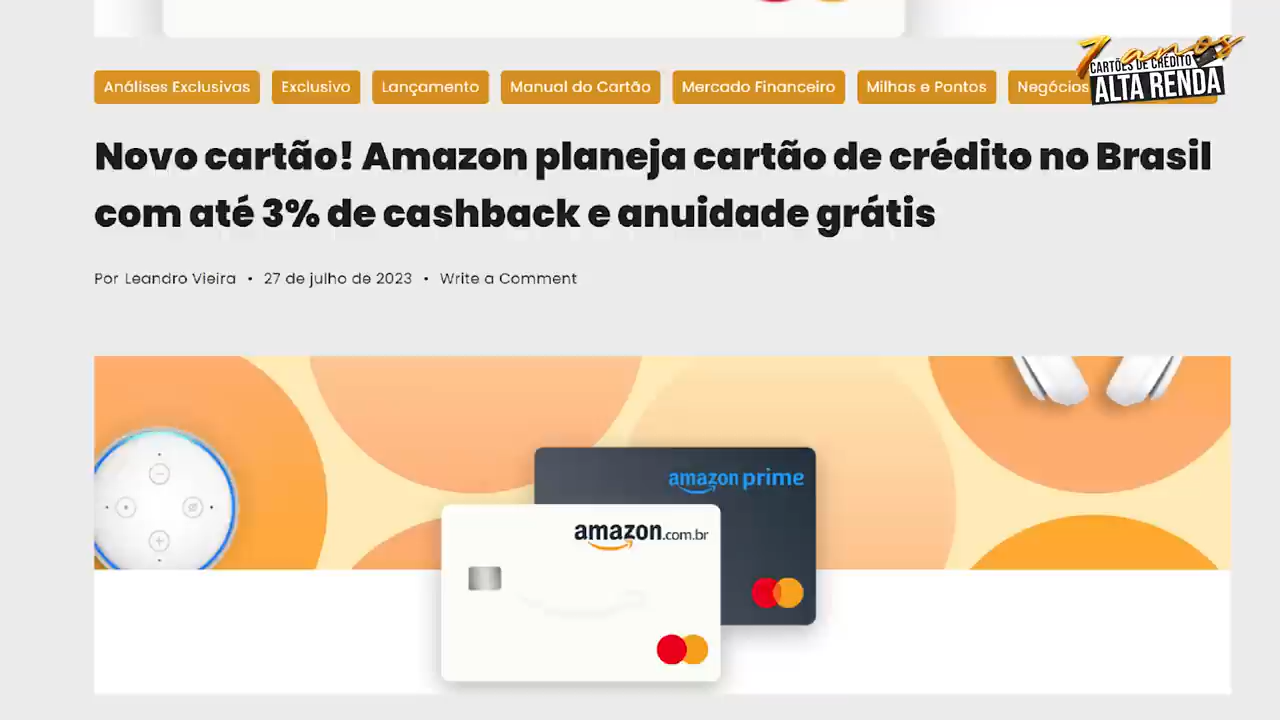 7 anos
CARTÕES DE CRÉDITO
ALTA RENDA
Análises Exclusivas Exclusivo Lançamento Manual do Cartão Mercado Financeiro Milhas e Pontos Negócios
Novo cartão! Amazon planeja cartão de crédito no Brasil
com até 3% de cashback e anuidade grátis
Por Leandro Vieira • 27 de julho de 2023 • Write a Comment
amazon prime
amazon.com.br